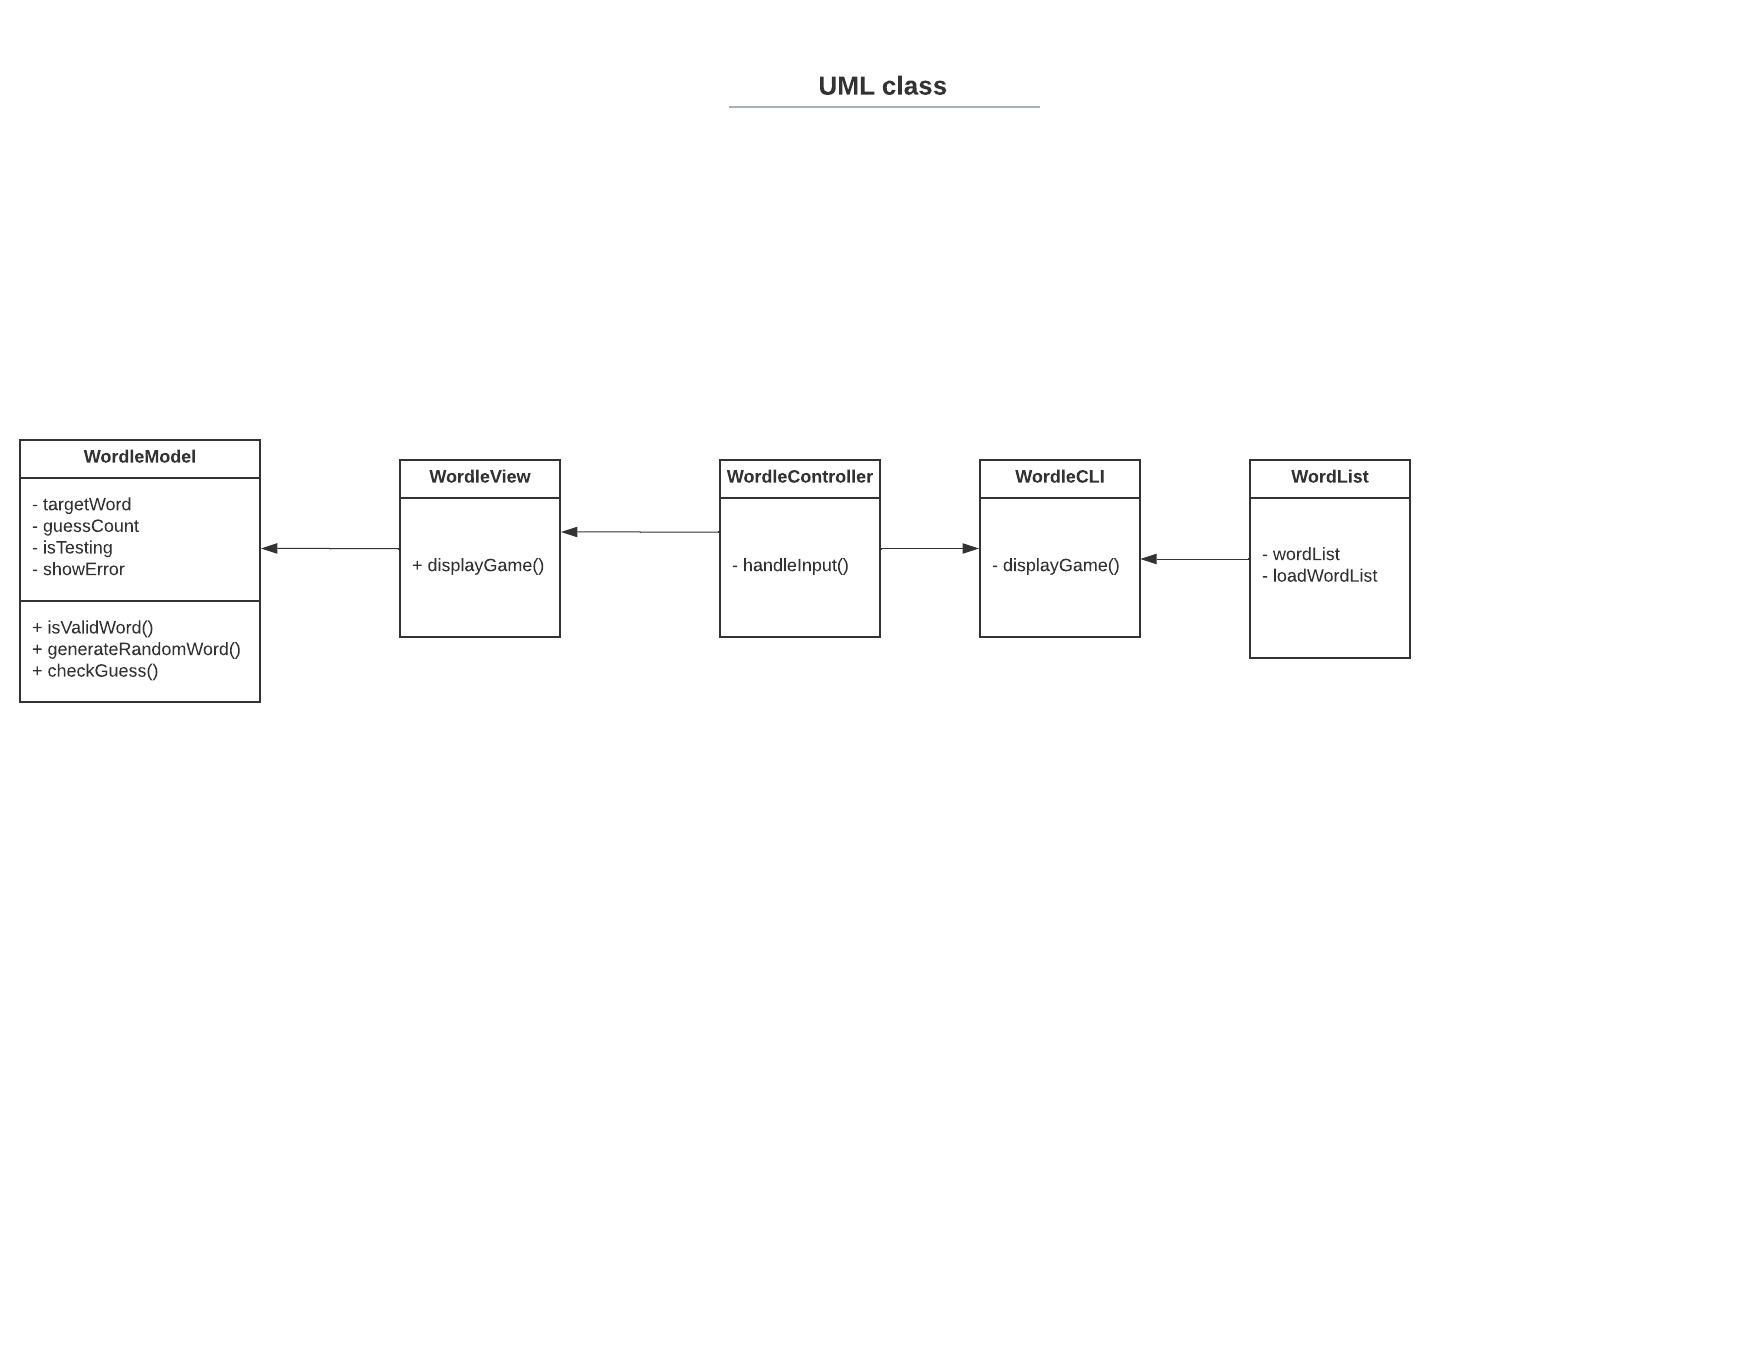 UML class
WordleModel
- targetWord
- guessCount
- isTesting
- showError
+ isValidWord()
+ generateRandomWord()
+ checkGuess()
WordleView
+ displayGame()
WordleController
- handleInput()
WordleCLI
- displayGame()
WordList
- wordList
- loadWordList